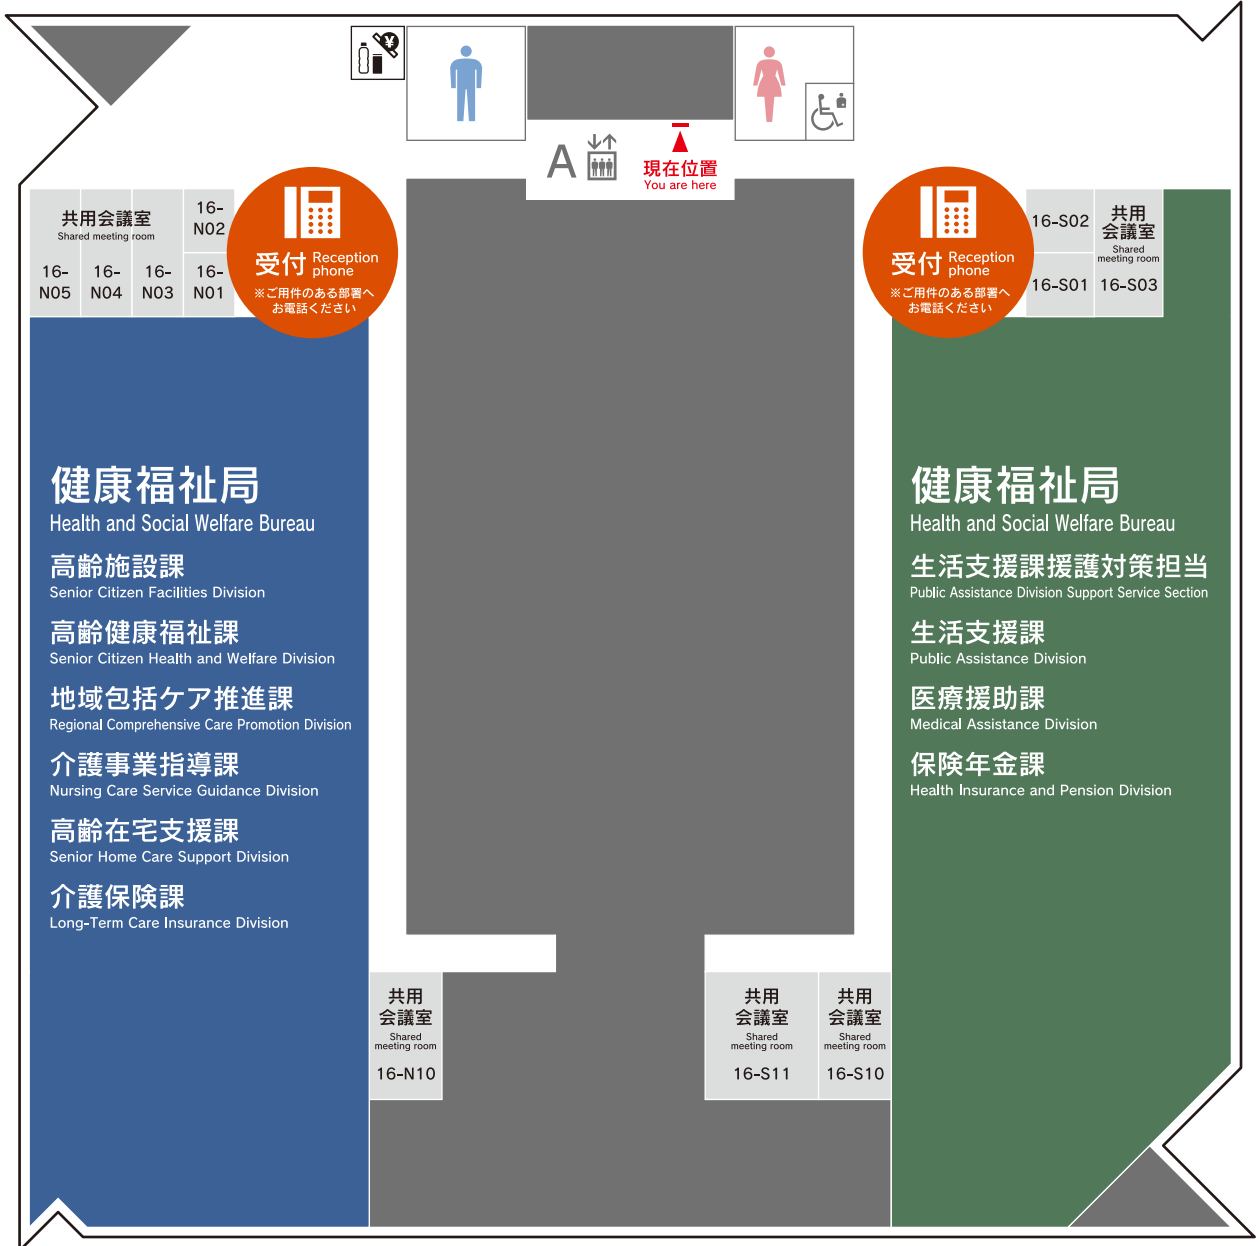 ¥
A
現在位置
You are here
共用会議室
Shared meeting room
16-
N02
16-
N05
16-
N04
16-
N03
16-
N01
受付 Reception
phone
※ご用件のある部署へ
お電話ください
受付 Reception
phone
※ご用件のある部署へ
お電話ください
16-S02
16-S01
共用
会議室
Shared
meeting room
16-S03
健康福祉局
Health and Social Welfare Bureau
高齢施設課
Senior Citizen Facilities Division
高齢健康福祉課
Senior Citizen Health and Welfare Division
地域包括ケア推進課
Regional Comprehensive Care Promotion Division
介護事業指導課
Nursing Care Service Guidance Division
高齢在宅支援課
Senior Home Care Support Division
介護保険課
Long-Term Care Insurance Division
健康福祉局
Health and Social Welfare Bureau
生活支援課援護対策担当
Public Assistance Division Support Service Section
生活支援課
Public Assistance Division
医療援助課
Medical Assistance Division
保険年金課
Health Insurance and Pension Division
共用
会議室
Shared
meeting room
16-N10
共用
会議室
Shared
meeting room
16-S11
共用
会議室
Shared
meeting room
16-S10